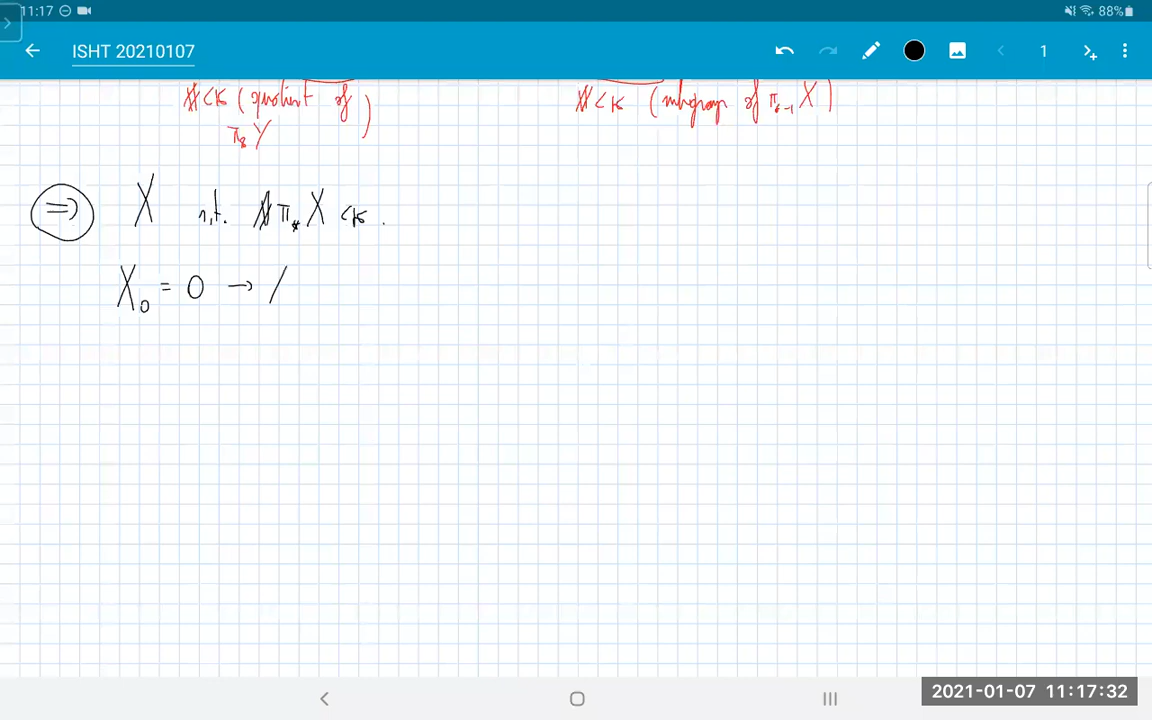 11:17
88%
ISHT 20210107
1
#<κ (quotient of π_* Y)
#<κ (subgroup of π_{*-1} X)
⇒ X s.t. #π_* X <κ.
X_0 = 0 → /
2021-01-07 11:17:32